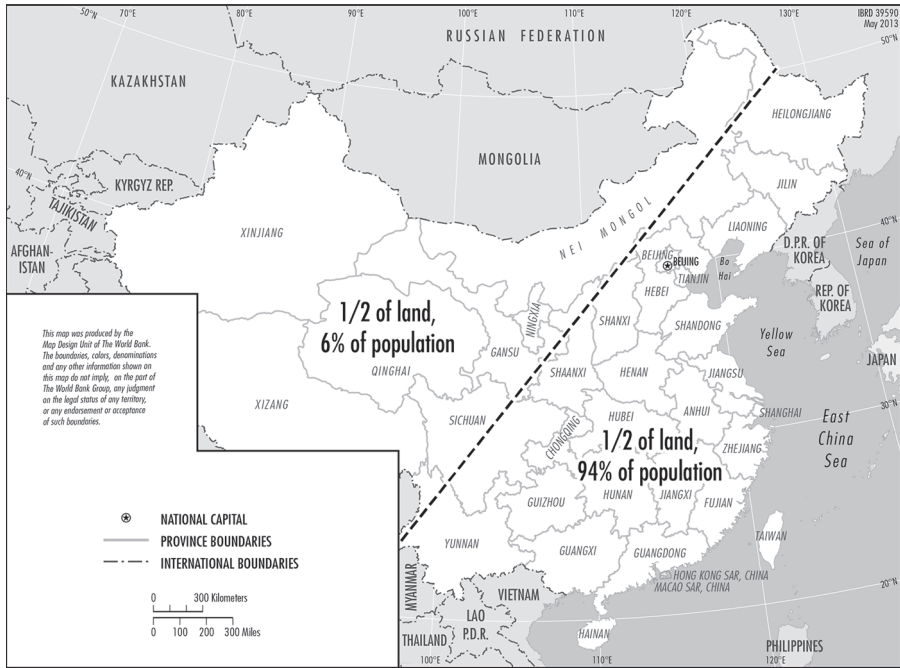 50°N
70°E
80°E
90°E
100°E
110°E
120°E
130°E
IBRD 39590
May 2013
50°N
RUSSIAN FEDERATION
KAZAKHSTAN
HEILONGJIANG
MONGOLIA
40°N
KYRGYZ REP.
JILIN
TAJIKISTAN
NEI MONGOL
LIAONING
40°N
XINJIANG
AFGHAN-
ISTAN
D.P.R. OF
KOREA
Sea of
Japan
BEIJING
BEIJING
TIANJIN
Bo
Hai
HEBEI
REP. OF
KOREA
1/2 of land,
6% of population
NINGXIA
SHANXI
SHANDONG
Yellow
Sea
JAPAN
This map was produced by the
Map Design Unit of The World Bank.
The boundaries, colors, denominations
and any other information shown on
this map do not imply, on the part of
The World Bank Group, any judgment
on the legal status of any territory,
or any endorsement or acceptance
of such boundaries.
GANSU
QINGHAI
SHAANXI
HENAN
JIANGSU
XIZANG
SICHUAN
HUBEI
ANHUI
SHANGHAI
30°N
East
China
Sea
CHONGQING
1/2 of land,
94% of population
ZHEJIANG
GUIZHOU
HUNAN
JIANGXI
FUJIAN
NATIONAL CAPITAL
PROVINCE BOUNDARIES
INTERNATIONAL BOUNDARIES
YUNNAN
GUANGXI
GUANGDONG
TAIWAN
HONG KONG SAR, CHINA
MACAO SAR, CHINA
20°N
MYANMAR
VIETNAM
0 300 Kilometers
0 100 200 300 Miles
LAO
P.D.R.
THAILAND
HAINAN
PHILIPPINES
100°E
110°E
120°E